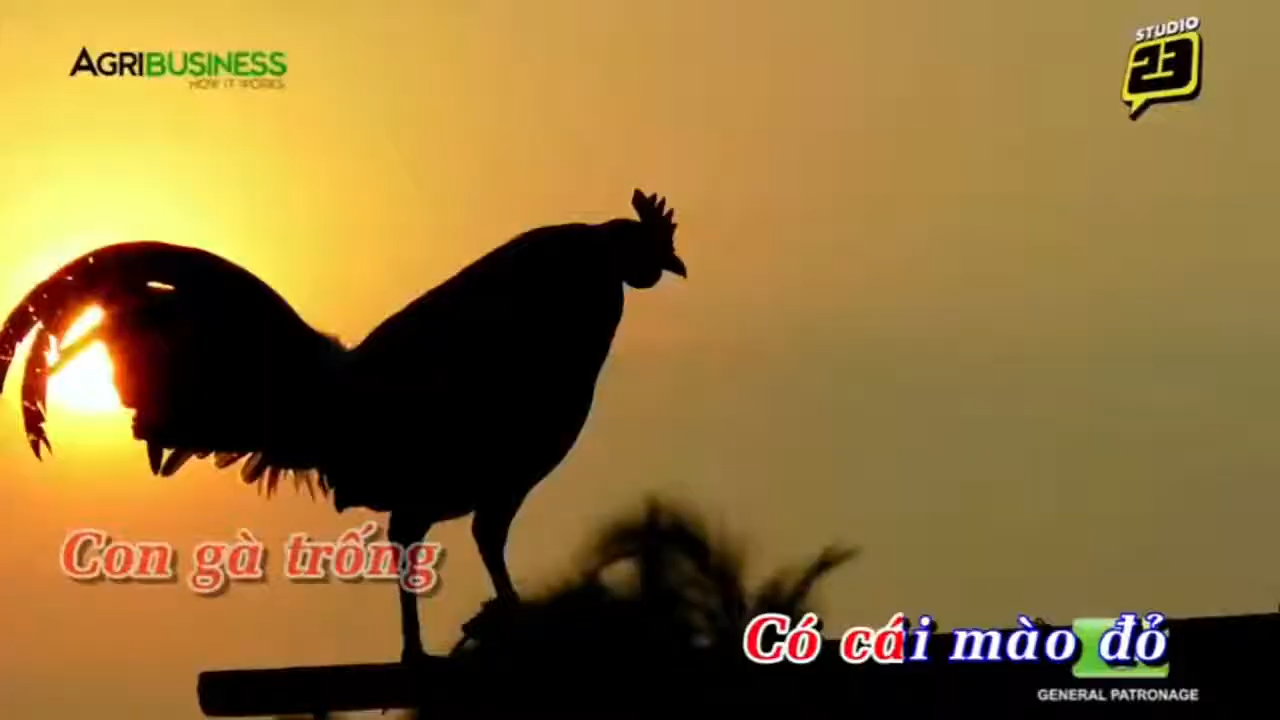 AGRIBUSINESS
HOW IT WORKS
STUDIO
23
Con gà trống
Có cái mào đỏ
GENERAL PATRONAGE